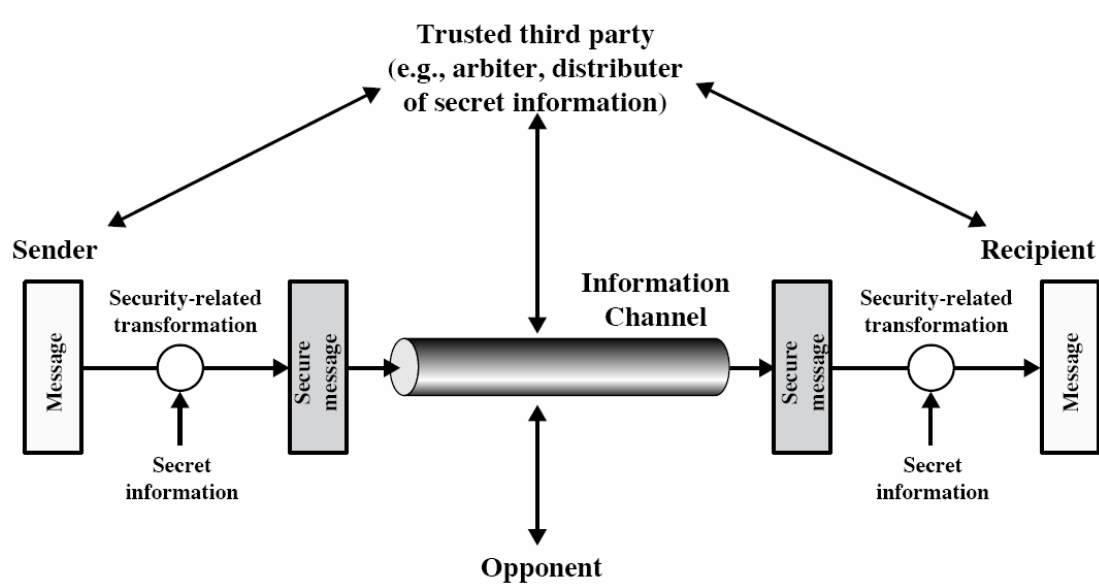 Trusted third party
(e.g., arbiter, distributer
of secret information)
Sender
Recipient
Information
Channel
Security-related
transformation
Security-related
transformation
Message
Secure
message
Secure
message
Message
Secret
information
Secret
information
Opponent